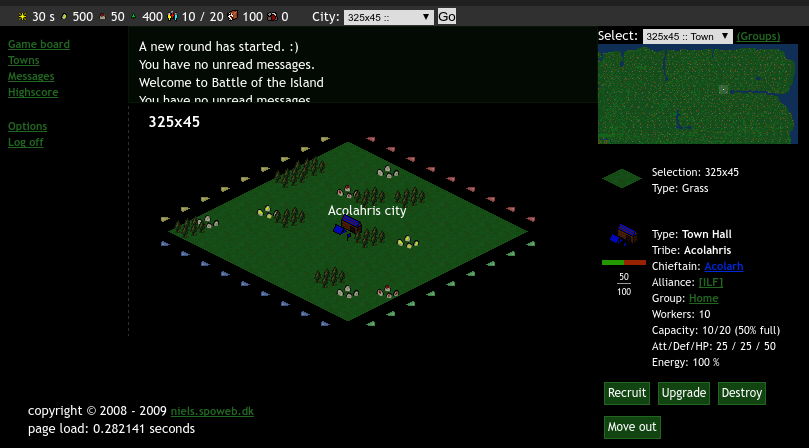 30 s 500 50 400 10 / 20 100 0 City: 325x45 :: Go
Game board
Towns
Messages
Highscore
Options
Log off
A new round has started. :)
You have no unread messages.
Welcome to Battle of the Island
You have no unread messages
325x45
Acolahris city
Select: 325x45 :: Town (Groups)
Selection: 325x45
Type: Grass
Type: Town Hall
Tribe: Acolahris
Chieftain: Acolarh
Alliance: [ILF]
Group: Home
Workers: 10
Capacity: 10/20 (50% full)
Att/Def/HP: 25 / 25 / 50
Energy: 100 %
50
100
Recruit Upgrade Destroy
Move out
copyright © 2008 - 2009 niels.spoweb.dk
page load: 0.282141 seconds